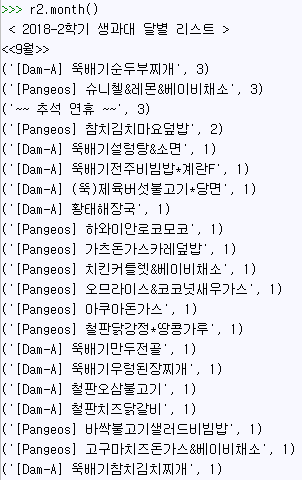 >>> r2.month()
< 2018-2학기 생과대 달별 리스트 >
<<9월>>
('[Dam-A] 뚝배기순두부찌개', 3)
('[Pangeos] 슈니첼&레몬&베이비채소', 3)
('~~ 추석 연휴 ~~', 3)
('[Pangeos] 참치김치마요덮밥', 2)
('[Dam-A] 뚝배기설렁탕&소면', 1)
('[Dam-A] 뚝배기전주비빔밥*계란F', 1)
('[Dam-A] (뚝)제육버섯불고기*당면', 1)
('[Dam-A] 황태해장국', 1)
('[Pangeos] 하와이안로코모코', 1)
('[Pangeos] 가츠돈가스카레덮밥', 1)
('[Pangeos] 치킨커틀렛&베이비채소', 1)
('[Pangeos] 오므라이스&코코넛새우가스', 1)
('[Pangeos] 아쿠아돈가스', 1)
('[Pangeos] 철판닭강정*땅콩가루', 1)
('[Dam-A] 뚝배기만두전골', 1)
('[Dam-A] 뚝배기우렁된장찌개', 1)
('[Dam-A] 철판오삼불고기', 1)
('[Dam-A] 철판치즈닭갈비', 1)
('[Pangeos] 바싹불고기샐러드비빔밥', 1)
('[Pangeos] 고구마치즈돈가스&베이비채소', 1)
('[Dam-A] 뚝배기참치김치찌개', 1)